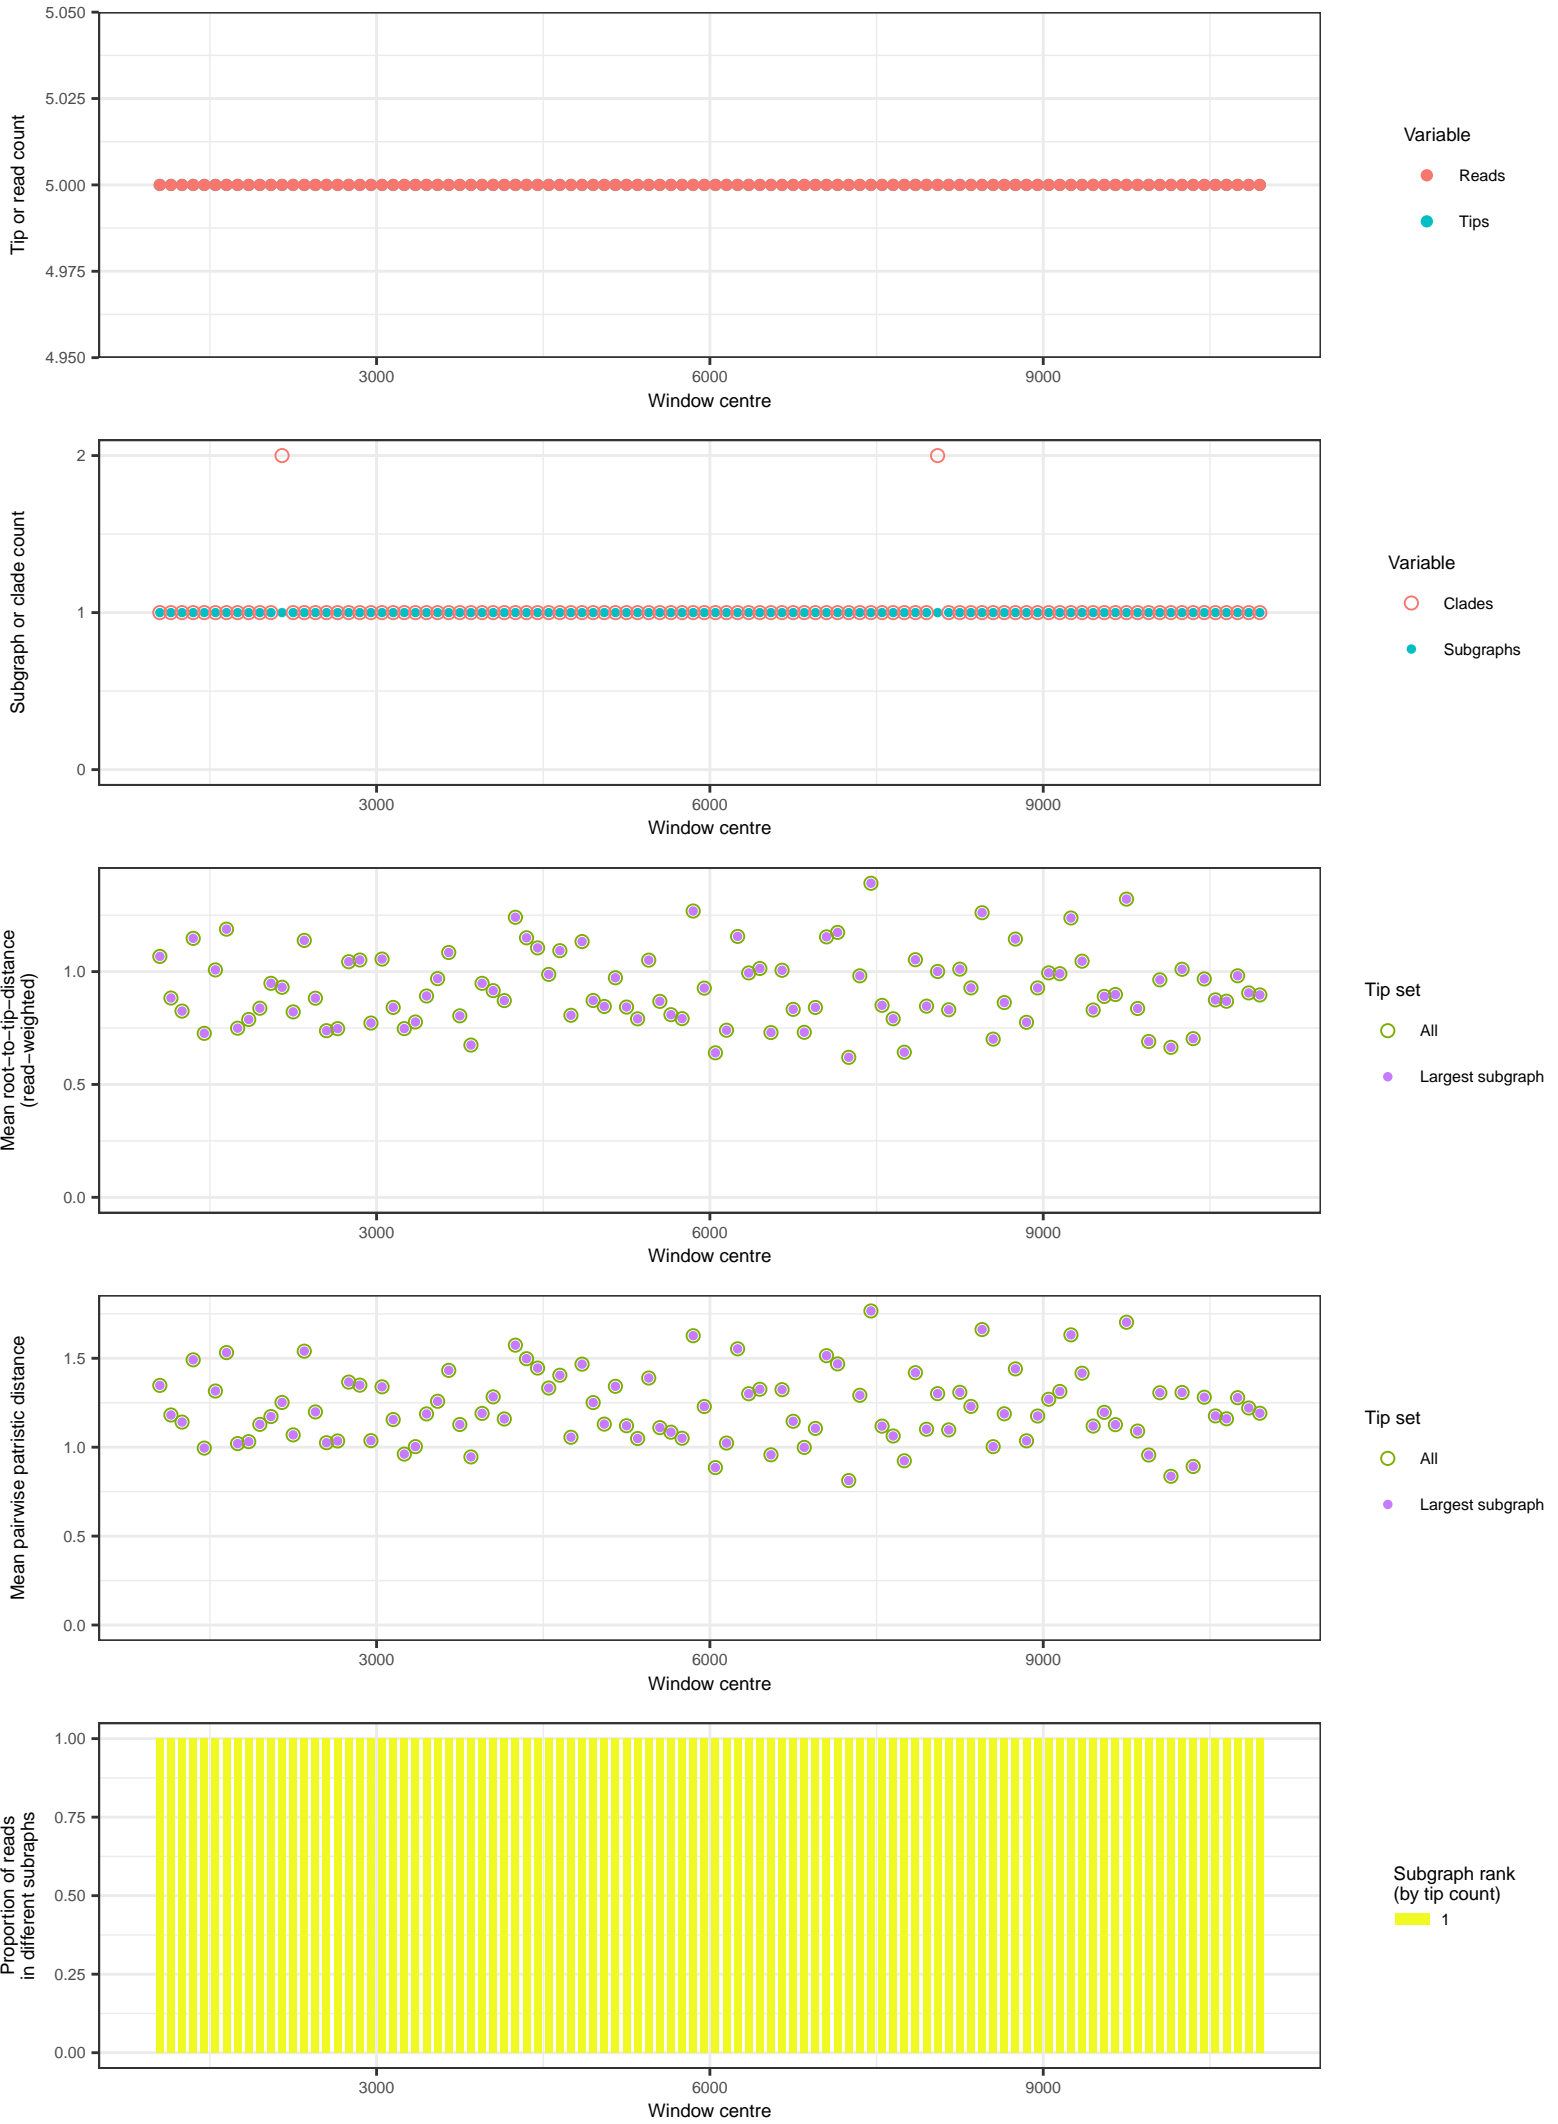 5.050
5.025
5.000
4.975
4.950
Tip or read count
3000 6000 9000
Window centre
Variable
Reads
Tips
2
1
0
Subgraph or clade count
3000 6000 9000
Window centre
Variable
Clades
Subgraphs
1.0
0.5
0.0
Mean root−to−tip−distance
(read−weighted)
3000 6000 9000
Window centre
Tip set
All
Largest subgraph
1.5
1.0
0.5
0.0
Mean pairwise patristic distance
3000 6000 9000
Window centre
Tip set
All
Largest subgraph
1.00
0.75
0.50
0.25
0.00
Proportion of reads
in different subraphs
3000 6000 9000
Window centre
Subgraph rank
(by tip count)
1